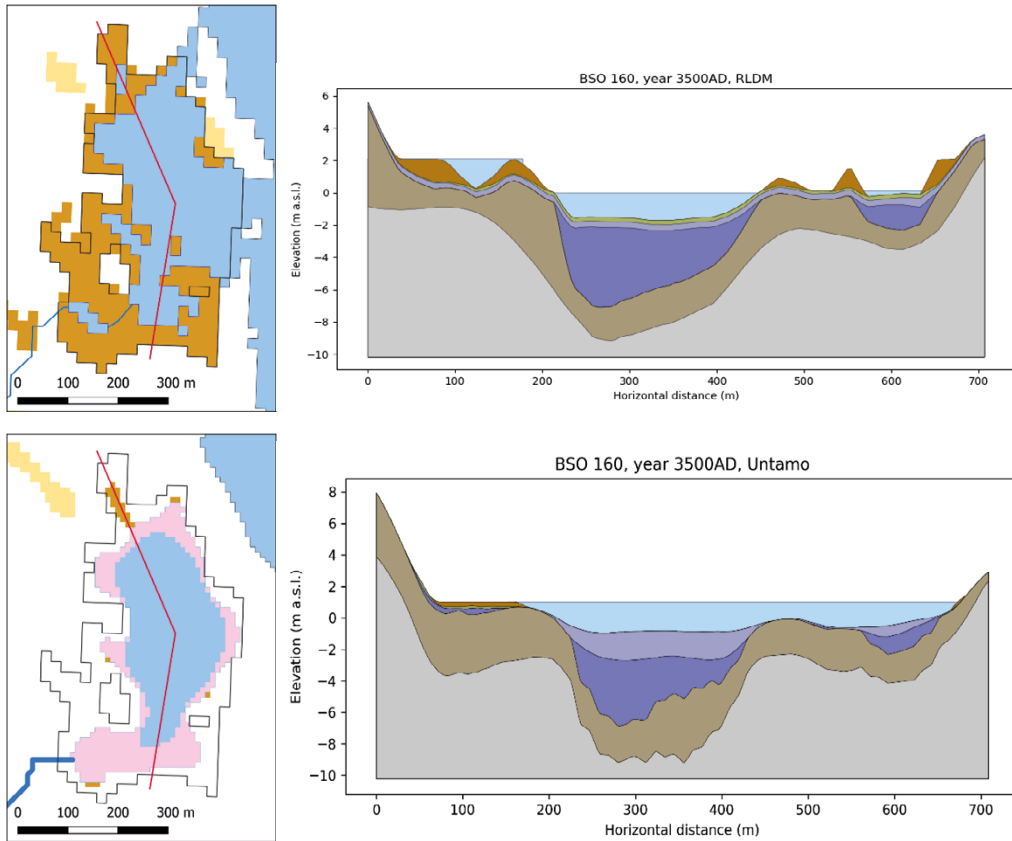 0 100 200 300 m
BSO 160, year 3500AD, RLDM
Elevation (m a.s.l.)
6
4
2
0
−2
−4
−6
−8
−10
0 100 200 300 400 500 600 700
Horizontal distance (m)
0 100 200 300 m
BSO 160, year 3500AD, Untamo
Elevation (m a.s.l.)
8
6
4
2
0
−2
−4
−6
−8
−10
0 100 200 300 400 500 600 700
Horizontal distance (m)